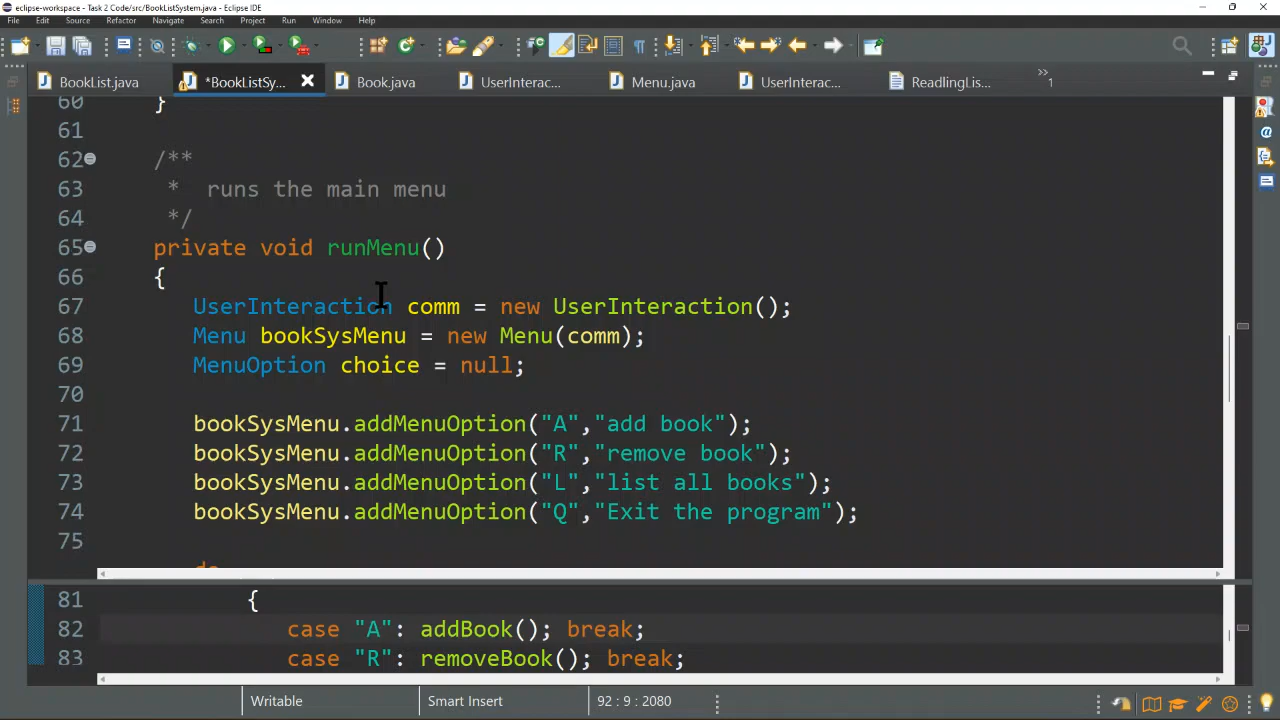 eclipse-workspace - Task 2 Code/src/BookListSystem.java - Eclipse IDE
File Edit Source Refactor Navigate Search Project Run Window Help
BookList.java *BookListSy... Book.java UserInterac... Menu.java UserInterac... ReadlingLis... »1
60 }
61
62 /**
63 * runs the main menu
64 */
65 private void runMenu()
66 {
67 UserInteraction comm = new UserInteraction();
68 Menu bookSysMenu = new Menu(comm);
69 MenuOption choice = null;
70
71 bookSysMenu.addMenuOption("A","add book");
72 bookSysMenu.addMenuOption("R","remove book");
73 bookSysMenu.addMenuOption("L","list all books");
74 bookSysMenu.addMenuOption("Q","Exit the program");
75
do
81 {
82 case "A": addBook(); break;
83 case "R": removeBook(); break;
Writable Smart Insert 92 : 9 : 2080